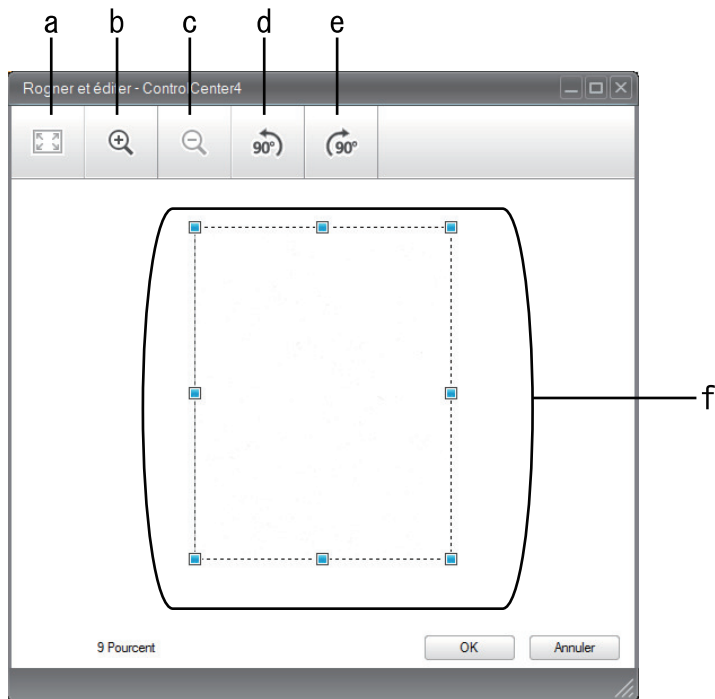 a b c d e
Rogner et éditer - ControlCenter4
90° 90°
f
9 Pourcent OK Annuler